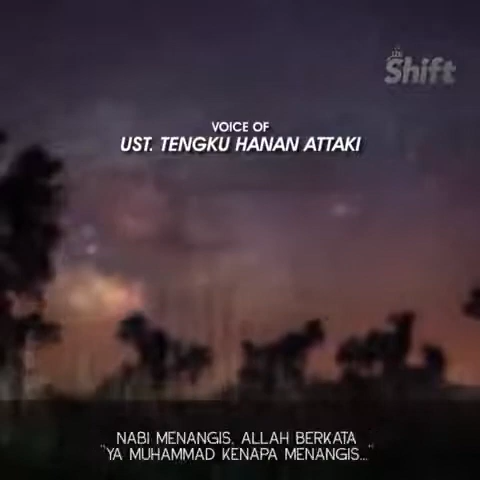 Shift
VOICE OF
UST. TENGKU HANAN ATTAKI
NABI MENANGIS, ALLAH BERKATA
"YA MUHAMMAD KENAPA MENANGIS..."